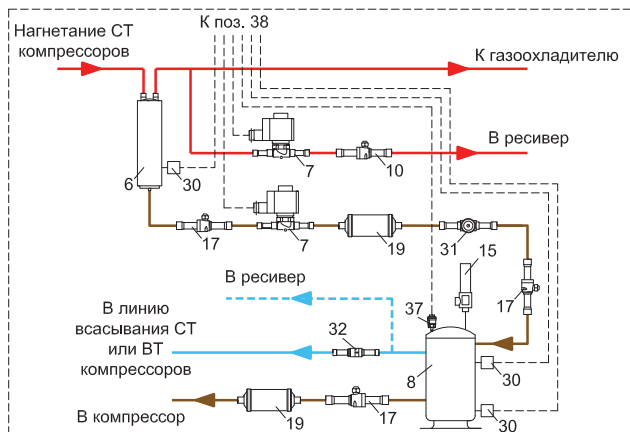 Нагнетание СТ
компрессоров
К поз. 38
К газоохладителю
В ресивер
6
30
7
10
17
7
19
31
15
17
В ресивер
37
В линию
всасывания СТ
или ВТ
компрессоров
32
8
30
В компрессор
19
17
30